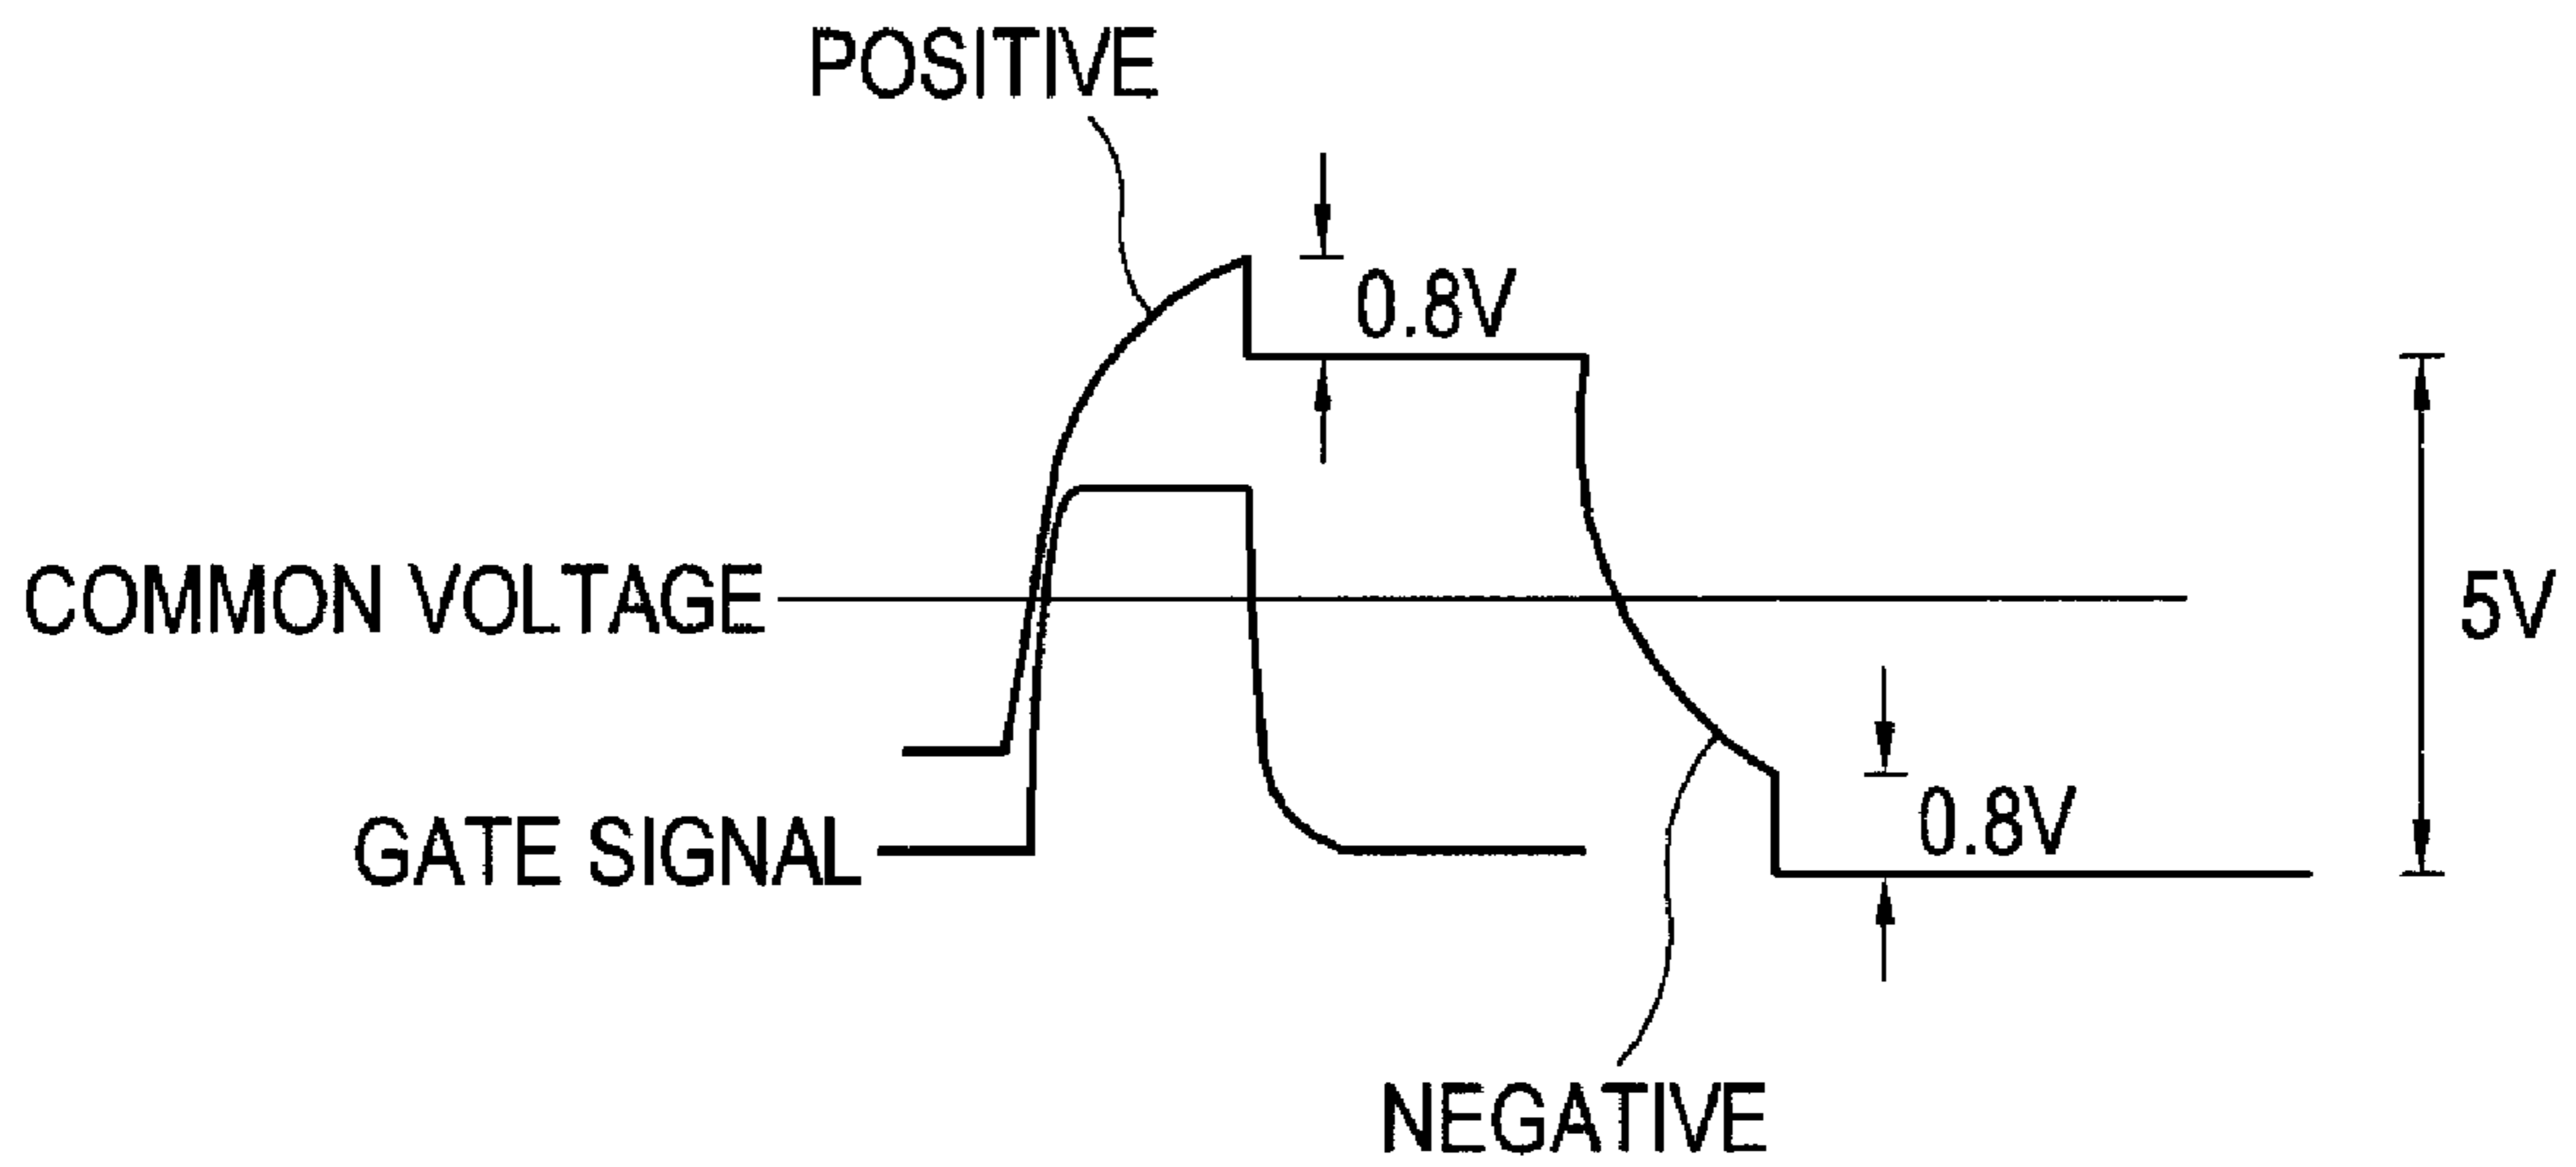 POSITIVE
0.8V
COMMON VOLTAGE
5V
0.8V
GATE SIGNAL
NEGATIVE